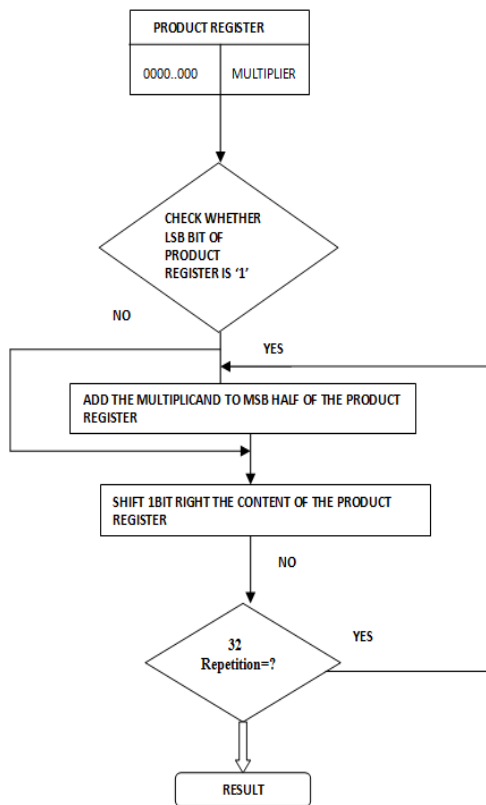 PRODUCT REGISTER
0000..000 MULTIPLIER
CHECK WHETHER
LSB BIT OF
PRODUCT
REGISTER IS ‘1’
NO
YES
ADD THE MULTIPLICAND TO MSB HALF OF THE PRODUCT
REGISTER
SHIFT 1BIT RIGHT THE CONTENT OF THE PRODUCT
REGISTER
NO
32
Repetition=?
YES
RESULT